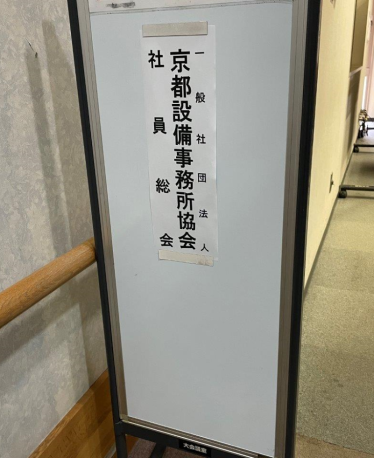 一般社団法人
京都設備事務所協会
社員総会